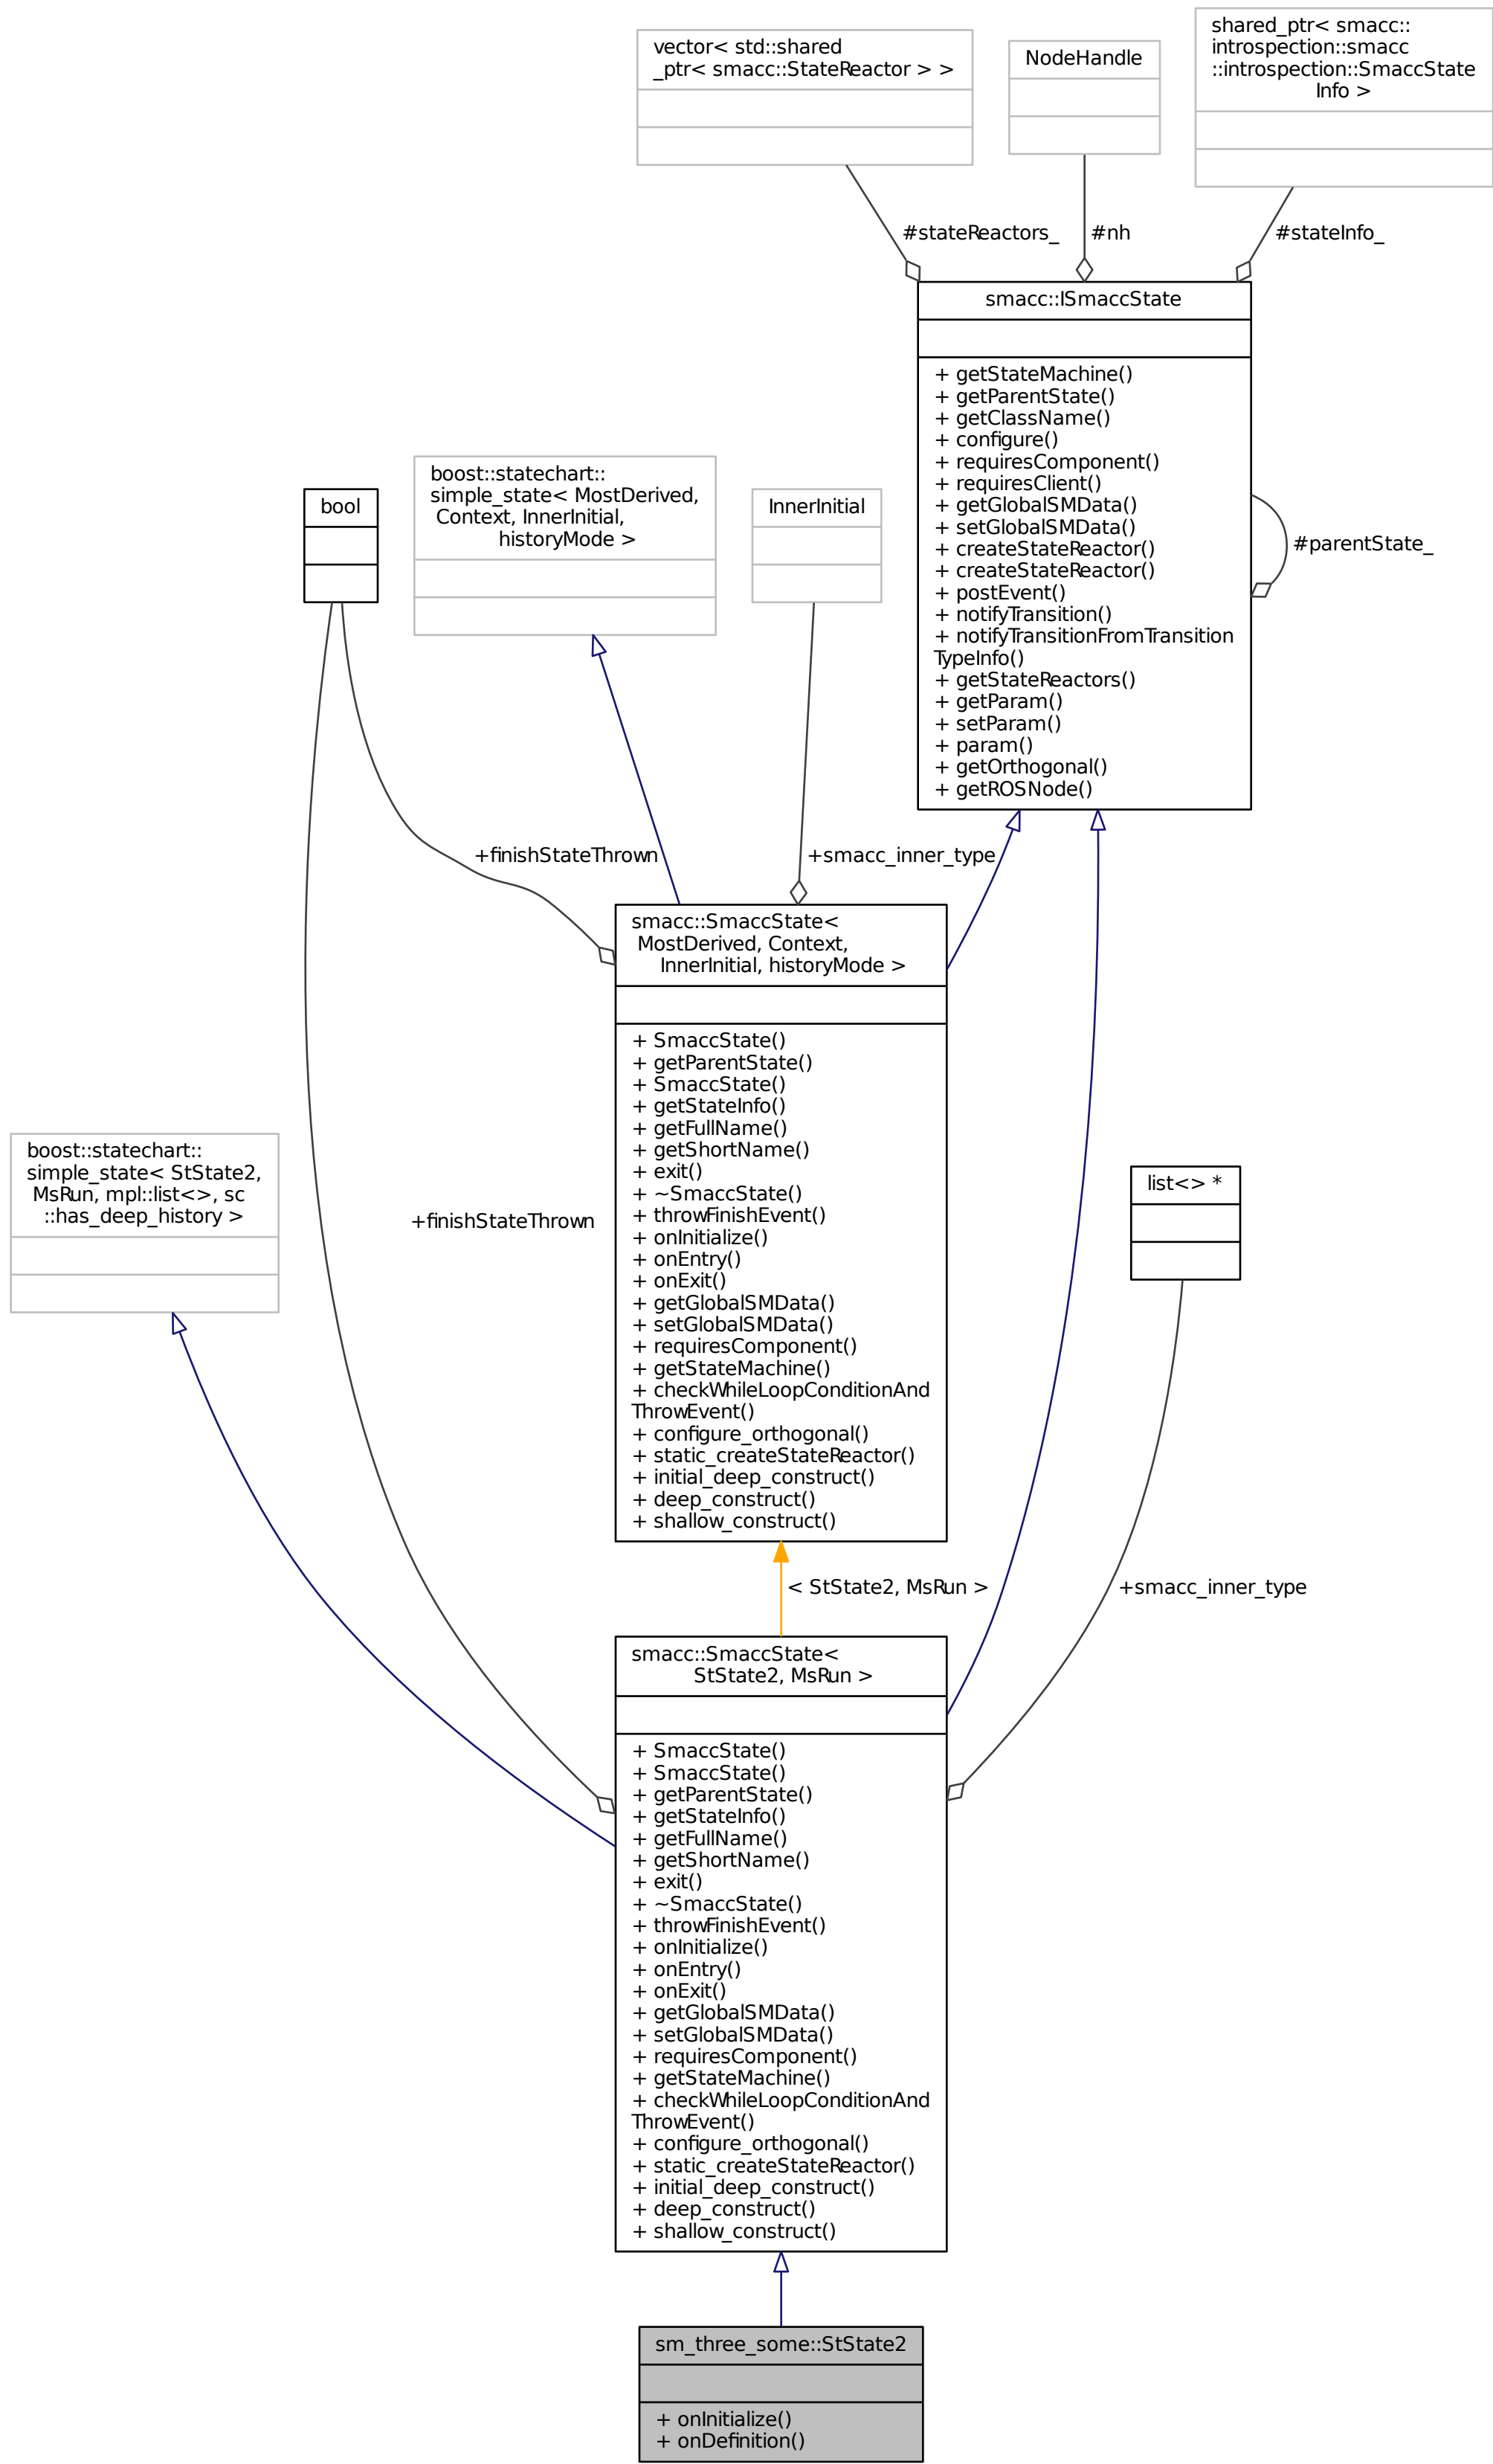 vector< std::shared
_ptr< smacc::StateReactor > >
NodeHandle
shared_ptr< smacc::
introspection::smacc
::introspection::SmaccState
Info >
#stateReactors_
#nh
#stateInfo_
smacc::ISmaccState
+ getStateMachine()
+ getParentState()
+ getClassName()
+ configure()
+ requiresComponent()
+ requiresClient()
+ getGlobalSMData()
+ setGlobalSMData()
+ createStateReactor()
+ createStateReactor()
+ postEvent()
+ notifyTransition()
+ notifyTransitionFromTransition
TypeInfo()
+ getStateReactors()
+ getParam()
+ setParam()
+ param()
+ getOrthogonal()
+ getROSNode()
#parentState_
bool
boost::statechart::
simple_state< MostDerived,
Context, InnerInitial,
historyMode >
InnerInitial
+finishStateThrown
+smacc_inner_type
smacc::SmaccState<
MostDerived, Context,
InnerInitial, historyMode >
+ SmaccState()
+ getParentState()
+ SmaccState()
+ getStateInfo()
+ getFullName()
+ getShortName()
+ exit()
+ ~SmaccState()
+ throwFinishEvent()
+ onInitialize()
+ onEntry()
+ onExit()
+ getGlobalSMData()
+ setGlobalSMData()
+ requiresComponent()
+ getStateMachine()
+ checkWhileLoopConditionAnd
ThrowEvent()
+ configure_orthogonal()
+ static_createStateReactor()
+ initial_deep_construct()
+ deep_construct()
+ shallow_construct()
boost::statechart::
simple_state< StState2,
MsRun, mpl::list<>, sc
::has_deep_history >
+finishStateThrown
list<> *
< StState2, MsRun >
+smacc_inner_type
smacc::SmaccState<
StState2, MsRun >
+ SmaccState()
+ SmaccState()
+ getParentState()
+ getStateInfo()
+ getFullName()
+ getShortName()
+ exit()
+ ~SmaccState()
+ throwFinishEvent()
+ onInitialize()
+ onEntry()
+ onExit()
+ getGlobalSMData()
+ setGlobalSMData()
+ requiresComponent()
+ getStateMachine()
+ checkWhileLoopConditionAnd
ThrowEvent()
+ configure_orthogonal()
+ static_createStateReactor()
+ initial_deep_construct()
+ deep_construct()
+ shallow_construct()
sm_three_some::StState2
+ onInitialize()
+ onDefinition()